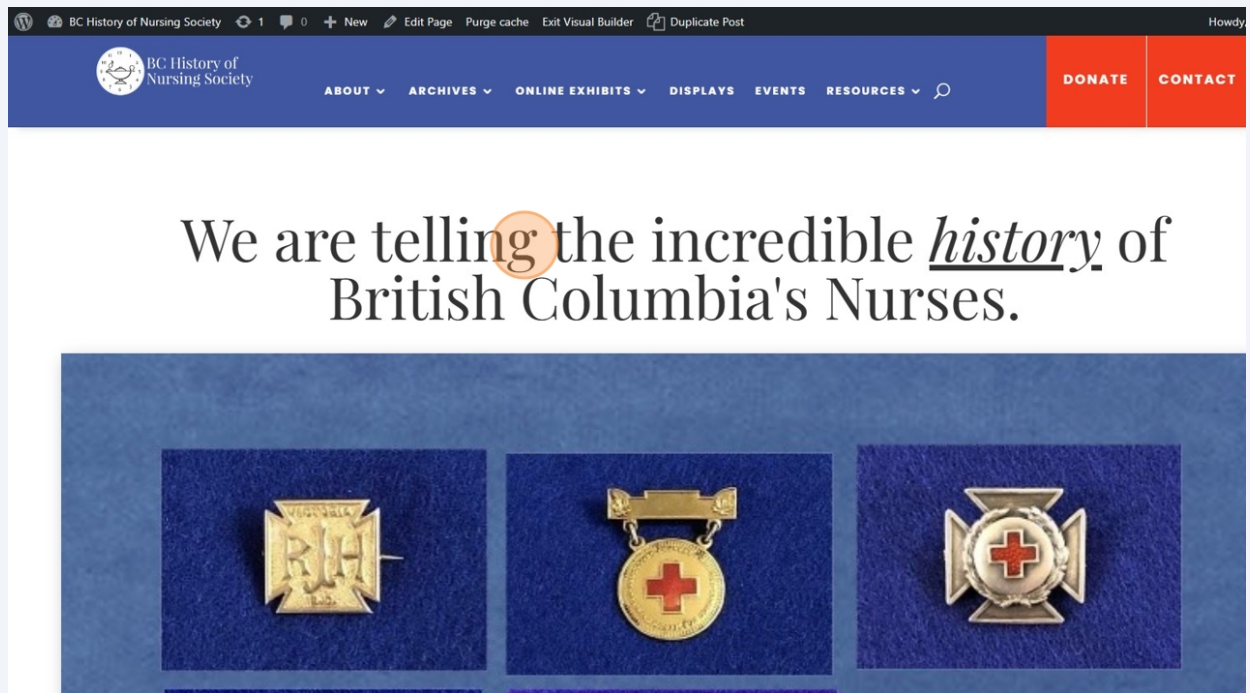 BC History of Nursing Society 1 0 New Edit Page Purge cache Exit Visual Builder Duplicate Post Howdy,
BC History of
Nursing Society
ABOUT ARCHIVES ONLINE EXHIBITS DISPLAYS EVENTS RESOURCES
DONATE CONTACT
We are telling the incredible history of
British Columbia's Nurses.
VICTORIA
RJH